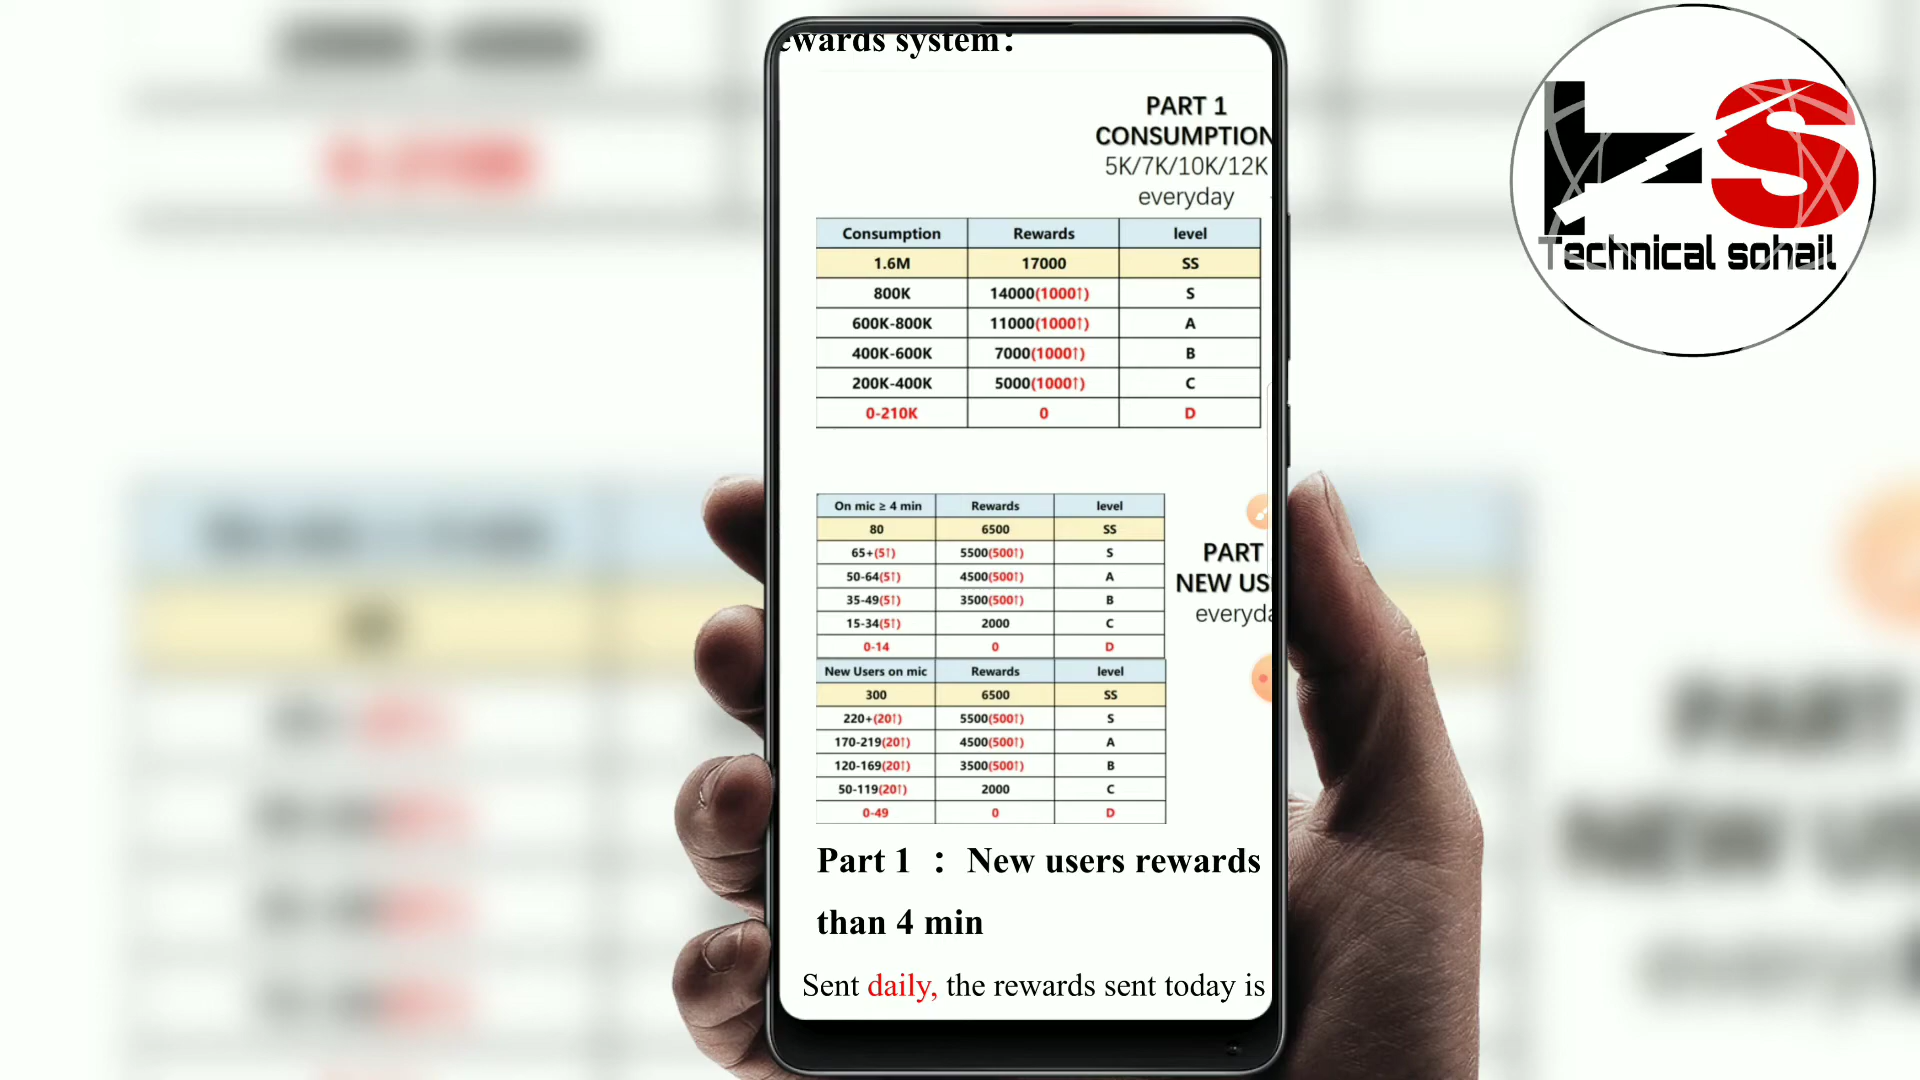 ewards system：
PART 1
CONSUMPTION
5K/7K/10K/12K
everyday
Consumption Rewards level
1.6M 17000 SS
800K 14000(1000↑) S
600K-800K 11000(1000↑) A
400K-600K 7000(1000↑) B
200K-400K 5000(1000↑) C
0-210K 0 D
On mic ≥ 4 min Rewards level
80 6500 SS
65+(5↑) 5500(500↑) S
50-64(5↑) 4500(500↑) A
35-49(5↑) 3500(500↑) B
15-34(5↑) 2000 C
0-14 0 D
PART
NEW US
everyda
New Users on mic Rewards level
300 6500 SS
220+(20↑) 5500(500↑) S
170-219(20↑) 4500(500↑) A
120-169(20↑) 3500(500↑) B
50-119(20↑) 2000 C
0-49 0 D
Part 1 ： New users rewards
than 4 min
Sent daily, the rewards sent today is
Technical sohail